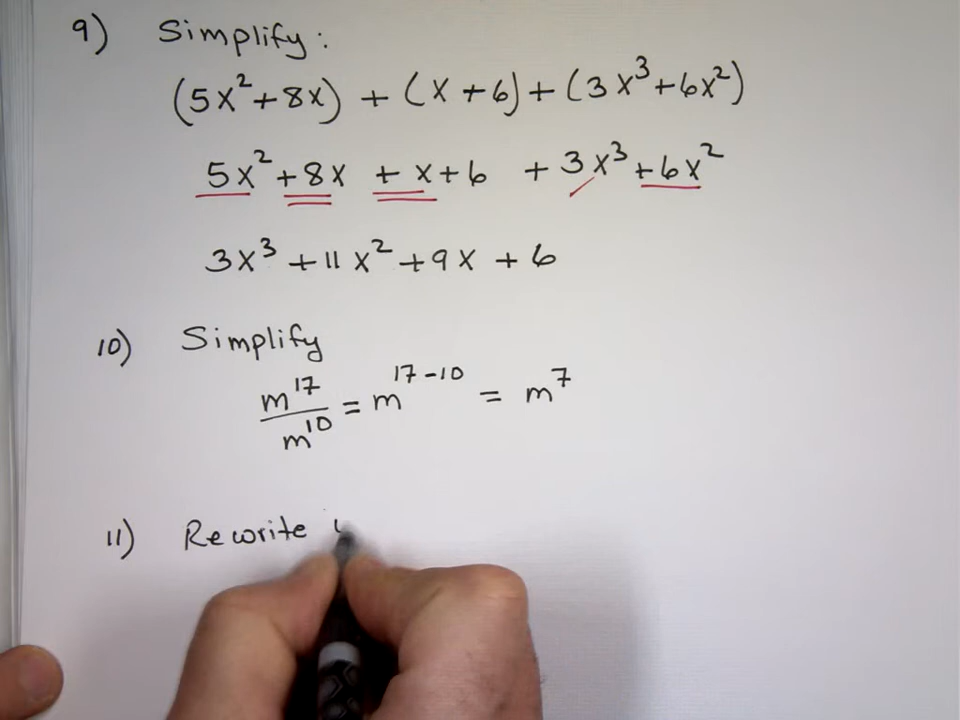 9) Simplify:
(5x²+8x) + (x+6)+(3x³+6x²)
5x²+8x +x+6 +3x³+6x²
3x³+11x²+9x+6
10) Simplify
m¹⁷/m¹⁰ = m¹⁷⁻¹⁰ = m⁷
11) Rewrite